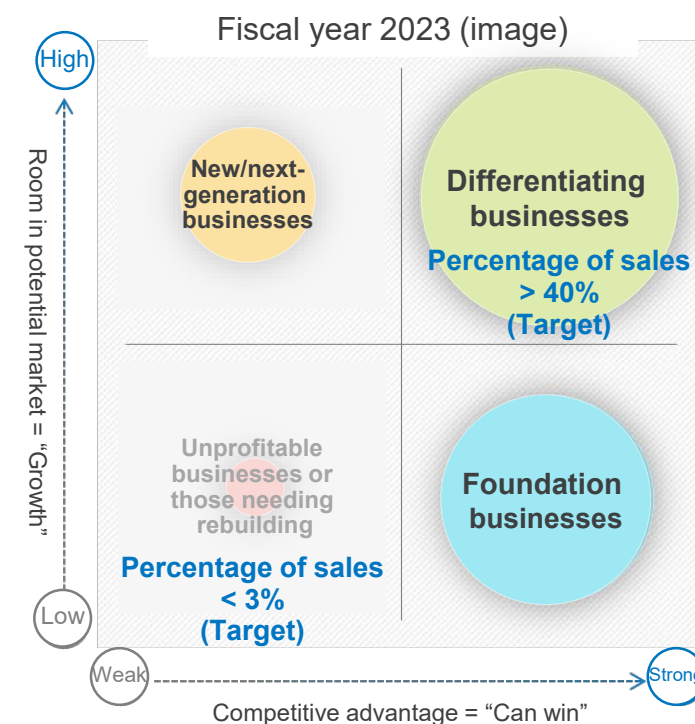 Fiscal year 2023 (image)
High
Room in potential market = “Growth”
New/next-
generation
businesses
Differentiating
businesses
Percentage of sales
> 40%
(Target)
Unprofitable
businesses or
those needing
rebuilding
Percentage of sales
< 3%
(Target)
Foundation
businesses
Low
Weak
Strong
Competitive advantage = “Can win”